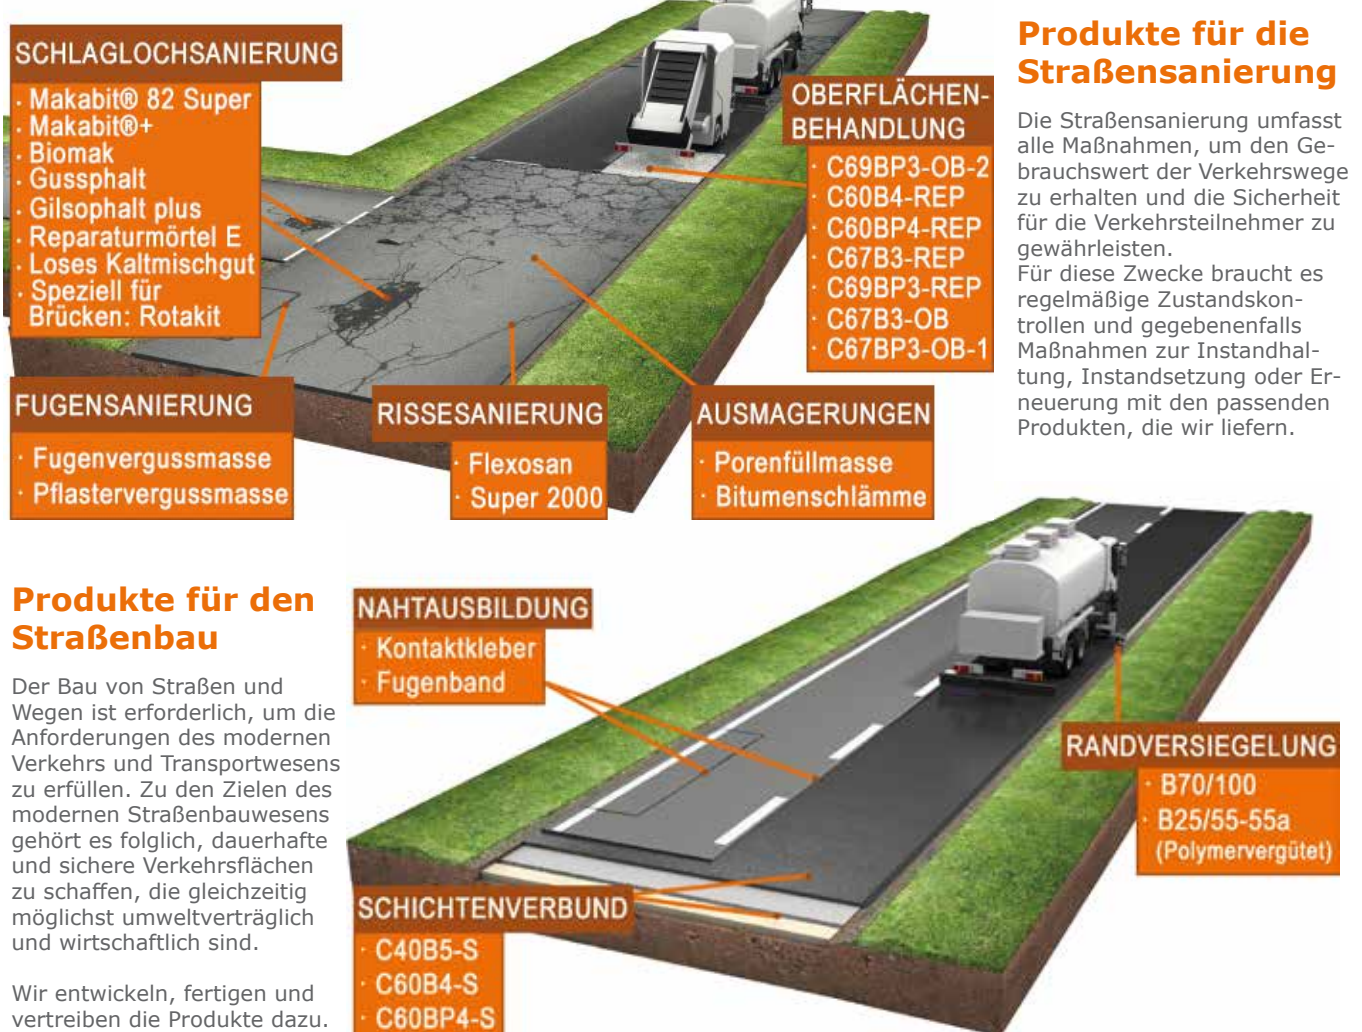 SCHLAGLOCHSANIERUNG
· Makabit® 82 Super
· Makabit®+
· Biomak
· Gussphalt
· Gilsophalt plus
· Reparaturmörtel E
· Loses Kaltmischgut
· Speziell für
Brücken: Rotakit
OBERFLÄCHEN-
BEHANDLUNG
· C69BP3-OB-2
· C60B4-REP
· C60BP4-REP
· C67B3-REP
· C69BP3-REP
· C67B3-OB
· C67BP3-OB-1
FUGENSANIERUNG
· Fugenvergussmasse
· Pflastervergussmasse
RISSESANIERUNG
· Flexosan
· Super 2000
AUSMAGERUNGEN
· Porenfüllmasse
· Bitumenschlämme
Produkte für die
Straßensanierung
Die Straßensanierung umfasst
alle Maßnahmen, um den Ge-
brauchswert der Verkehrswege
zu erhalten und die Sicherheit
für die Verkehrsteilnehmer zu
gewährleisten.
Für diese Zwecke braucht es
regelmäßige Zustandskon-
trollen und gegebenenfalls
Maßnahmen zur Instandhal-
tung, Instandsetzung oder Er-
neuerung mit den passenden
Produkten, die wir liefern.
Produkte für den
Straßenbau
Der Bau von Straßen und
Wegen ist erforderlich, um die
Anforderungen des modernen
Verkehrs und Transportwesens
zu erfüllen. Zu den Zielen des
modernen Straßenbauwesens
gehört es folglich, dauerhafte
und sichere Verkehrsflächen
zu schaffen, die gleichzeitig
möglichst umweltverträglich
und wirtschaftlich sind.
Wir entwickeln, fertigen und
vertreiben die Produkte dazu.
NAHTAUSBILDUNG
· Kontaktkleber
· Fugenband
RANDVERSIEGELUNG
· B70/100
· B25/55-55a
(Polymervergütet)
SCHICHTENVERBUND
· C40B5-S
· C60B4-S
· C60BP4-S